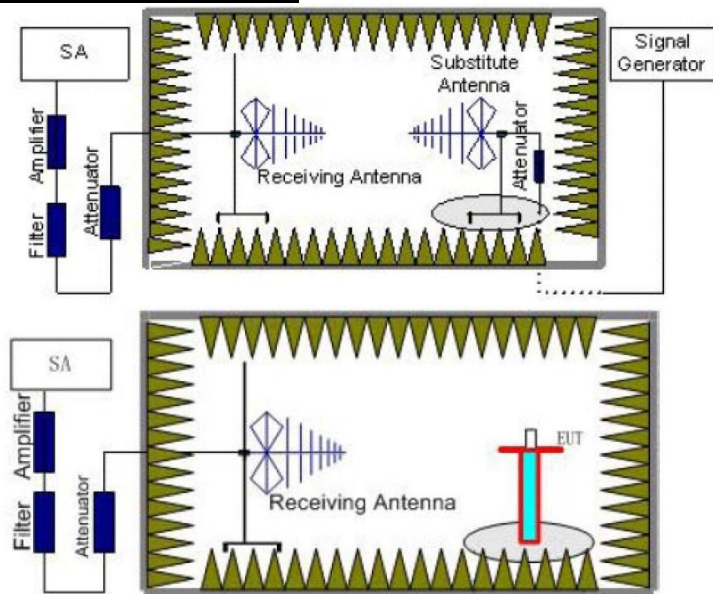 SA
Signal
Generator
Substitute
Antenna
Amplifier
Attenuator
Attenuator
Receiving Antenna
Filter
SA
Amplifier
EUT
Receiving Antenna
Filter
Attenuator